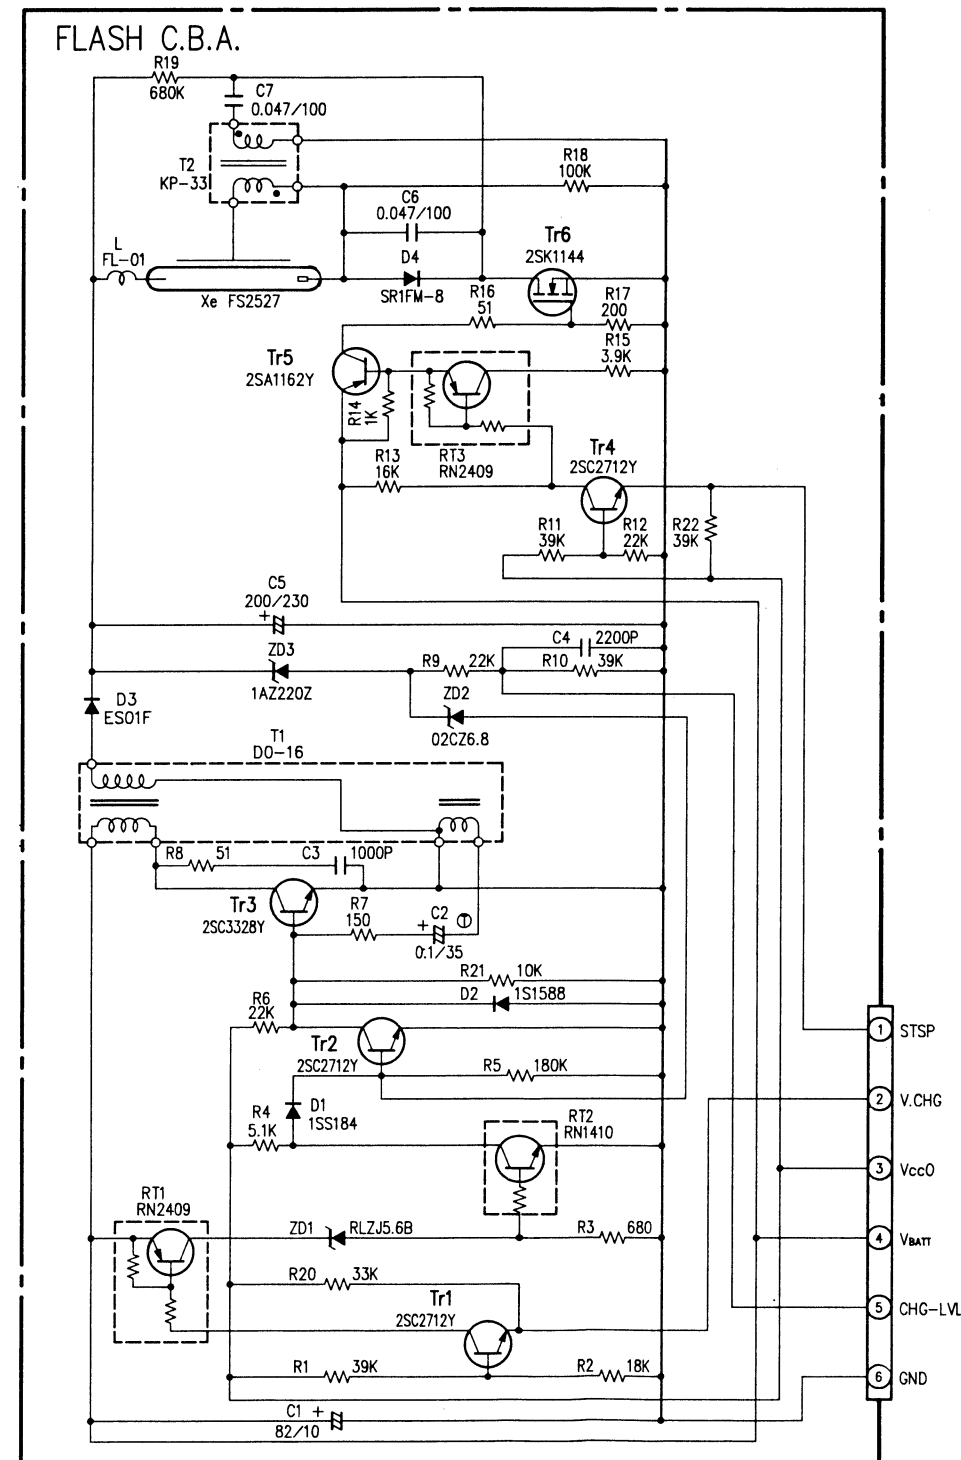 FLASH C.B.A.
R19
680K
C7
0.047/100
T2
KP-33
R18
100K
C6
0.047/100
Tr6
2SK1144
L
FL-01
D4
SR1FM-8
Xe FS2527
R16
51
R17
200
R15
3.9K
Tr5
2SA1162Y
R14
1K
RT3
RN2409
R13
16K
Tr4
2SC2712Y
R11
39K
R12
22K
R22
39K
C5
200/230
+
ZD3
1AZ220Z
C4 2200P
R9 22K
R10 39K
ZD2
02CZ6.8
D3
ES01F
T1
DO-16
R8 51
C3 1000P
Tr3
2SC3328Y
R7
150
+ C2 T
0.1/35
R21 10K
D2 1S1588
R6
22K
Tr2
2SC2712Y
R5 180K
D1
1SS184
R4
5.1K
RT2
RN1410
RT1
RN2409
ZD1 RLZJ5.6B
R3 680
R20 33K
Tr1
2SC2712Y
R1 39K
R2 18K
C1 +
82/10
1 STSP
2 V.CHG
3 VccO
4 VBATT
5 CHG-LVL
6 GND